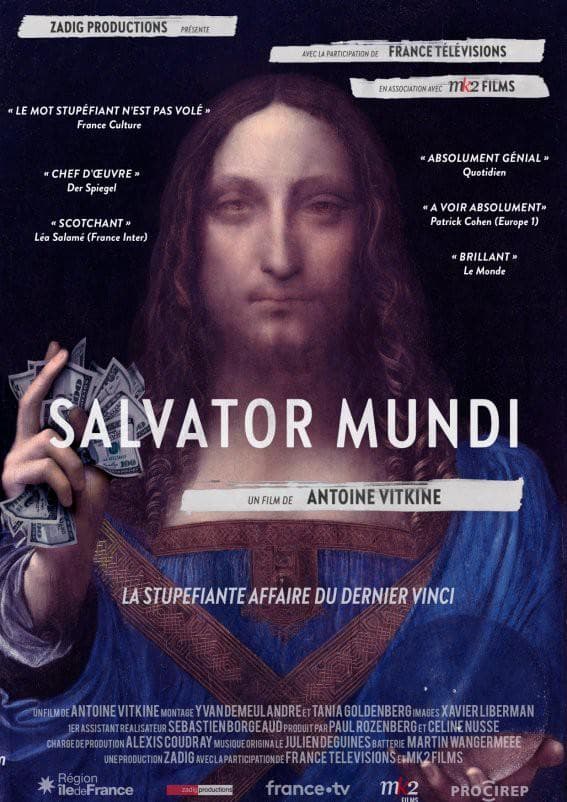 ZADIG PRODUCTIONS PRÉSENTE
AVEC LA PARTICIPATION DE FRANCE TÉLÉVISIONS
EN ASSOCIATION AVEC mk2 FILMS
« LE MOT STUPÉFIANT N'EST PAS VOLÉ »
France Culture
« CHEF D'ŒUVRE »
Der Spiegel
« SCOTCHANT »
Léa Salamé (France Inter)
« ABSOLUMENT GÉNIAL »
Quotidien
« A VOIR ABSOLUMENT»
Patrick Cohen (Europe 1)
« BRILLANT »
Le Monde
SALVATOR MUNDI
UN FILM DE ANTOINE VITKINE
LA STUPEFIANTE AFFAIRE DU DERNIER VINCI
UN FILM DE ANTOINE VITKINE MONTAGE YVAN DEMEULANDRE ET TANIA GOLDENBERG IMAGES XAVIER LIBERMAN
1ER ASSISTANT REALISATEUR SEBASTIEN BORGEAUD PRODUIT PAR PAUL ROZENBERG ET CELINE NUSSE
CHARGE DE PRODUTION ALEXIS COUDRAY MUSIQUE ORIGINALE JULIEN DEGUINES BATTERIE MARTIN WANGERMEE
UNE PRODUCTION ZADIG AVEC LA PARTICIPATION DE FRANCE TELEVISIONS ET MK2 FILMS
Région
île de France
zadig productions
france•tv
mk2
FILMS
PROCIREP